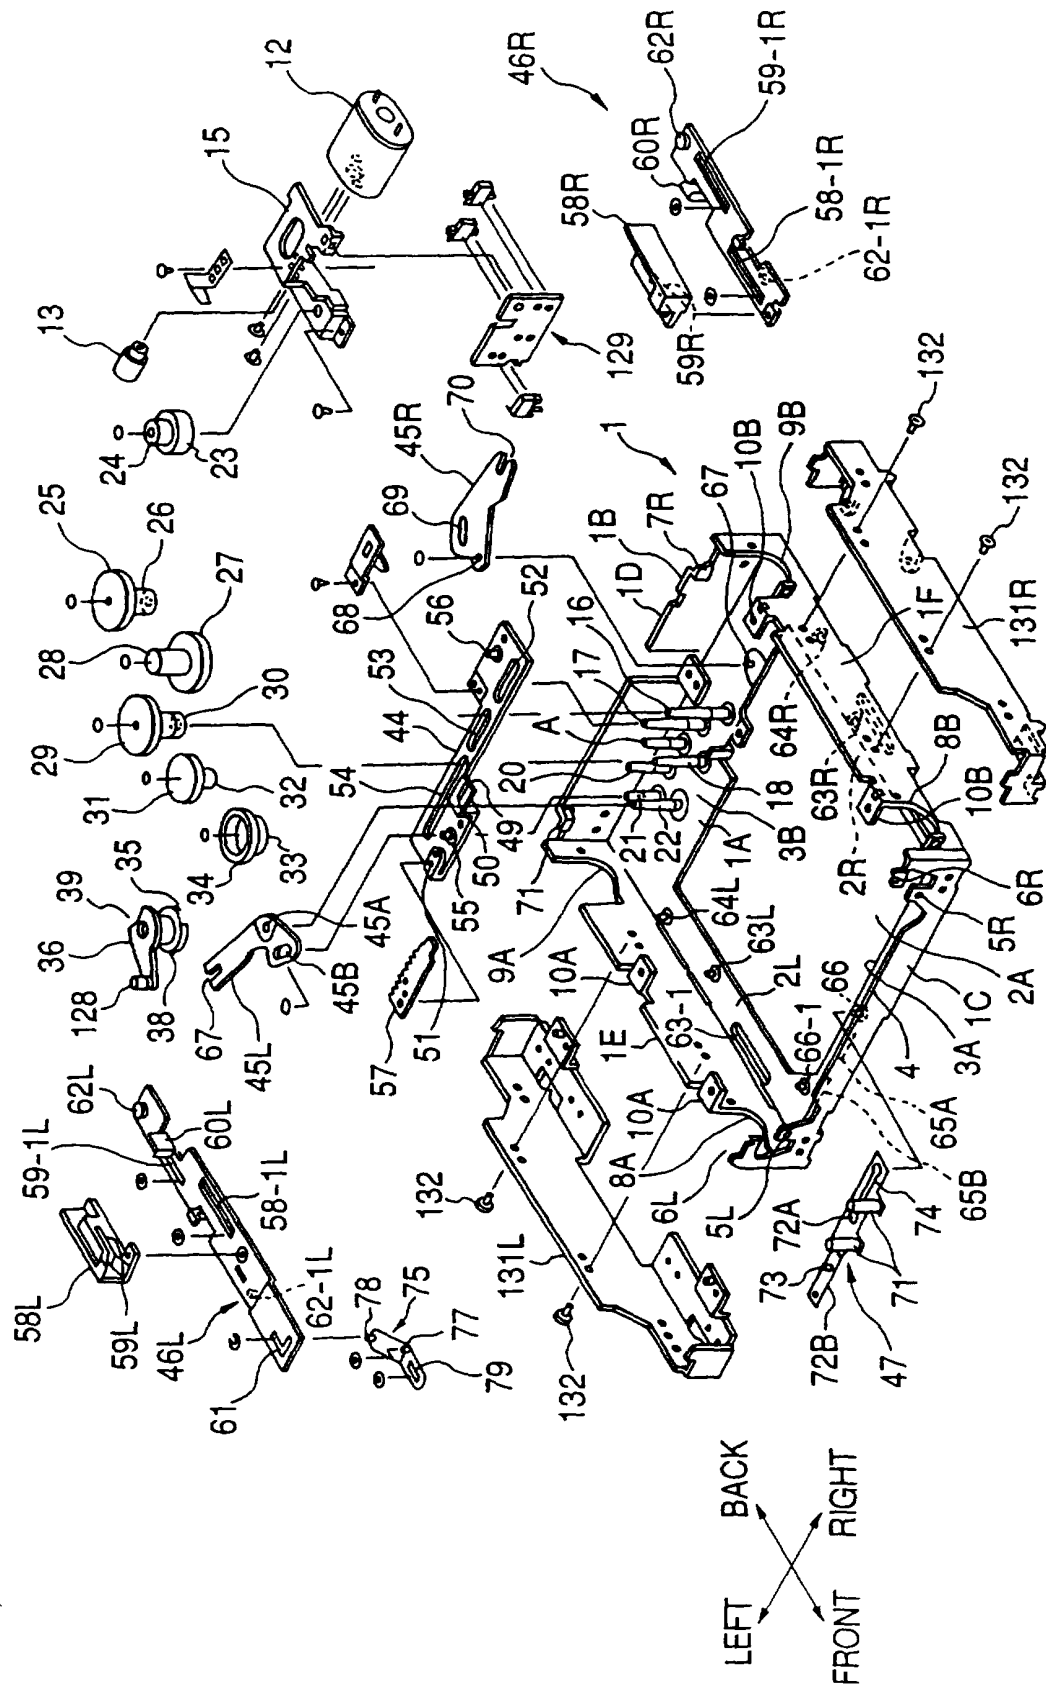 12
15
13
24
23
25
26
27
28
30
29
31
32
34
33
35
39
36
128
38
67
45L
45A
45B
62L
59-1L
60L
58-1L
58L
59L
46L
61
62-1L
78
75
77
79
129
70
45R
69
68
52
56
53
44
54
49
50
55
51
57
46R
62R
60R
59-1R
58R
58-1R
62-1R
59R
132
1
10B
9B
67
7R
1B
1D
16
17
A
20
21
22
71
9A
10A
1E
10A
8A
6L
5L
63-1
2L
64L
63L
1A
3B
18
64R
63R
2R
1F
8B
10B
6R
5R
2A
1C
3A
4
66
66-1
65A
65B
131R
132
132
131L
132
73
72A
72B
71
74
47
LEFT
BACK
FRONT
RIGHT